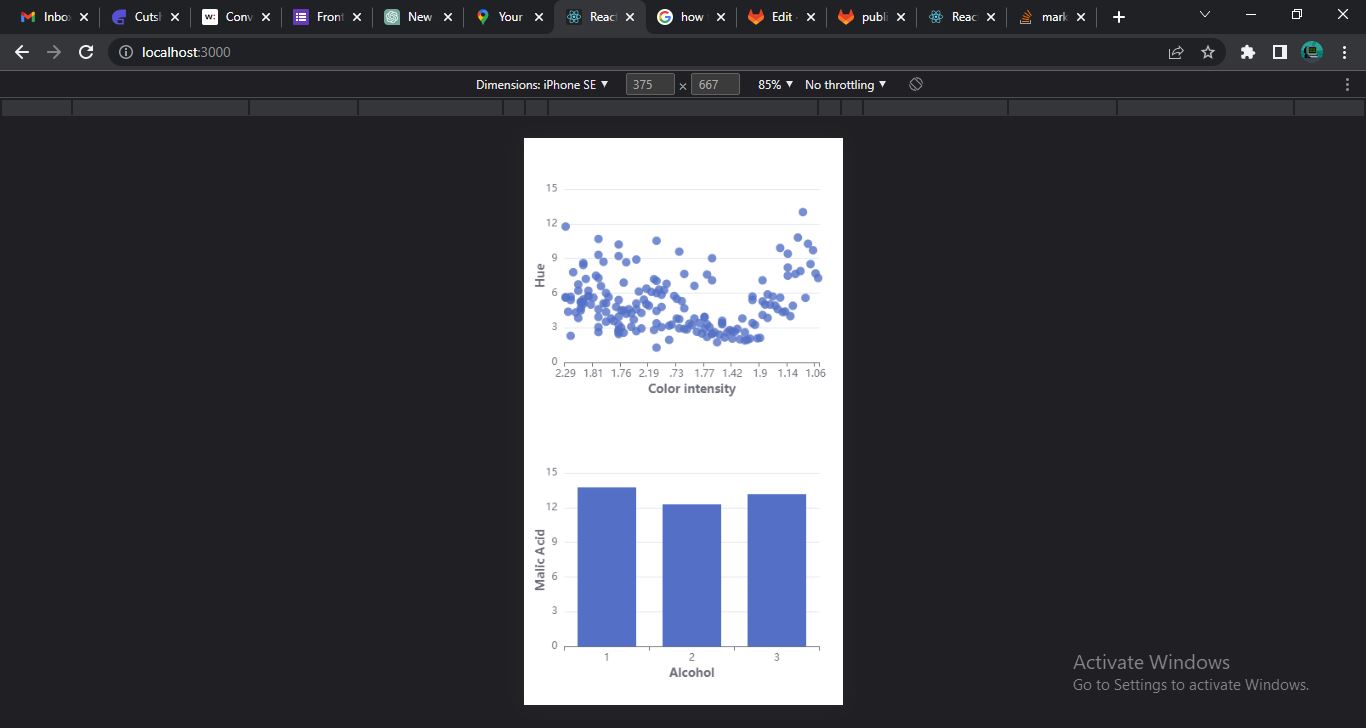 Inbo Cutsl w: Conv Front New Your Reac how Edit publ Reac mark
localhost:3000
Dimensions: iPhone SE 375 × 667 85% No throttling
15
12
9
6
3
0
Hue
2.29 1.81 1.76 2.19 .73 1.77 1.42 1.9 1.14 1.06
Color intensity
15
12
9
6
3
0
Malic Acid
1 2 3
Alcohol
Activate Windows
Go to Settings to activate Windows.